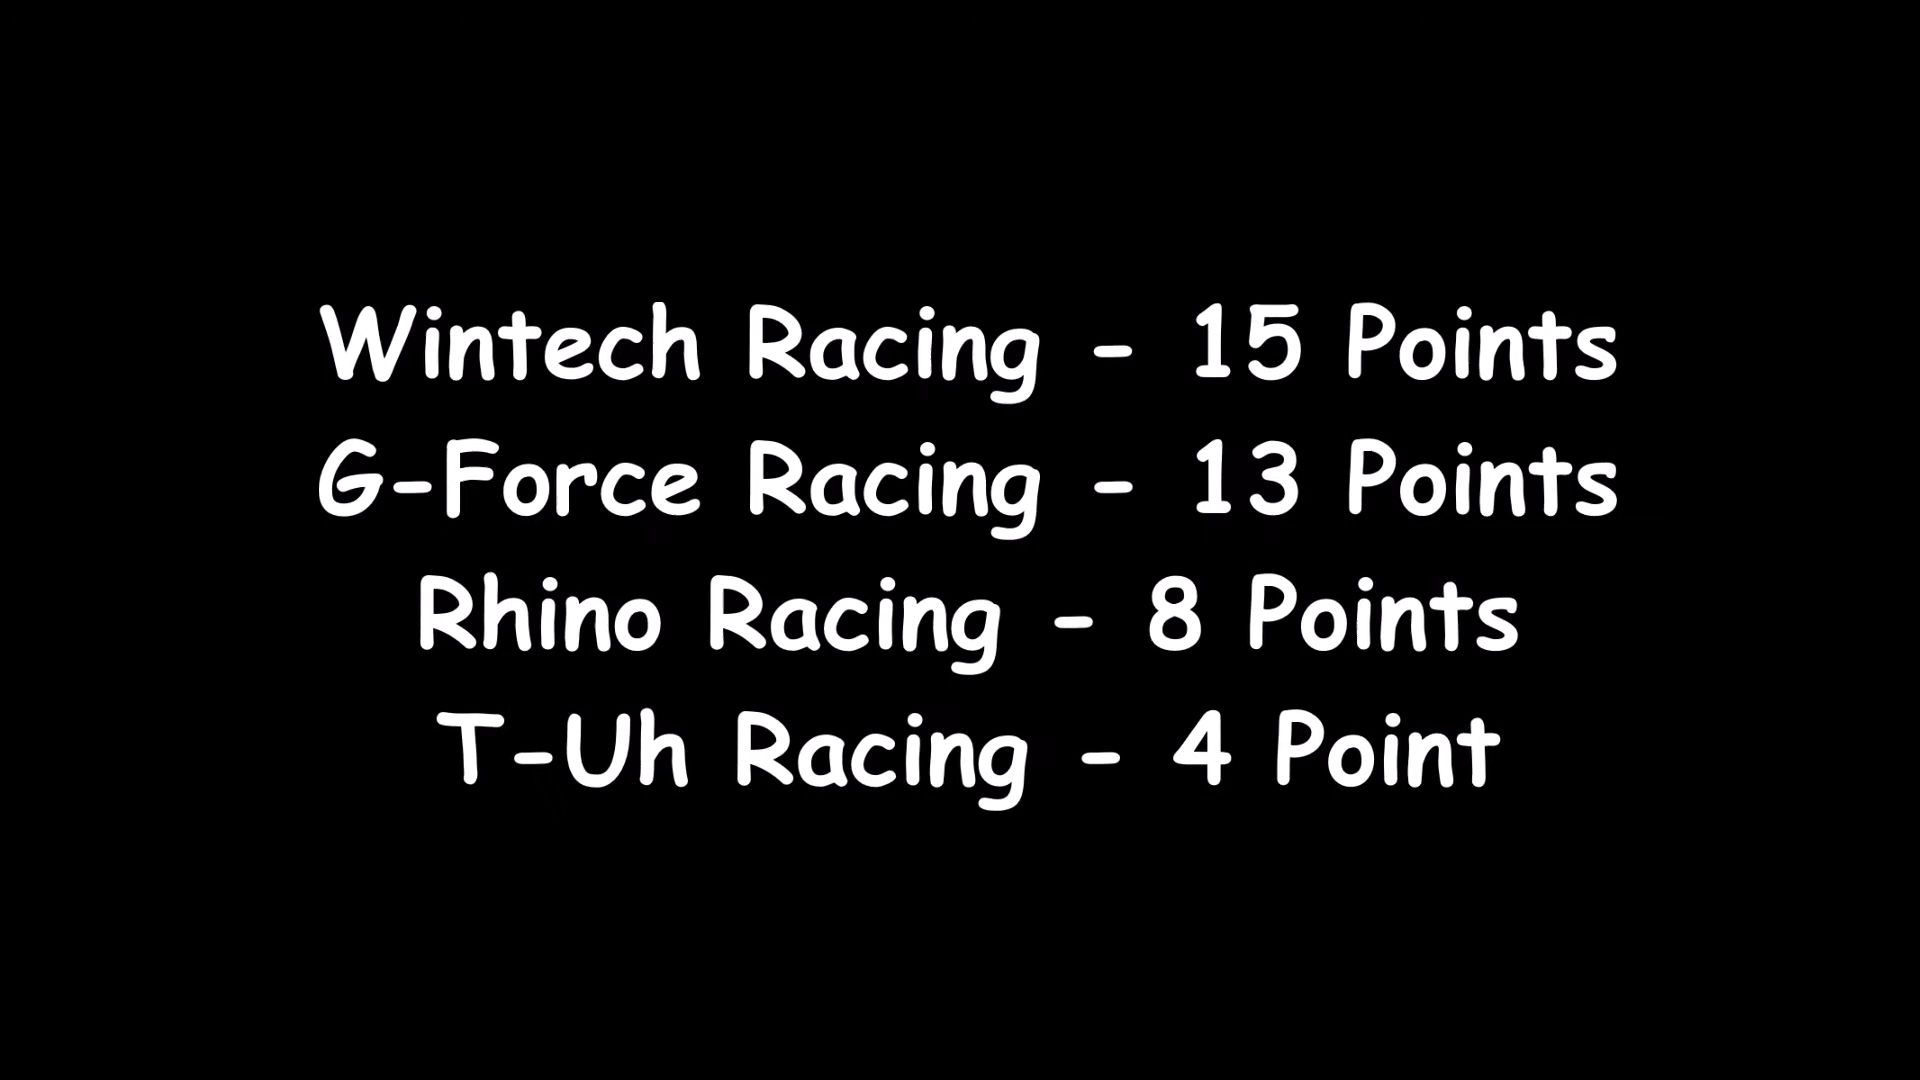 Wintech Racing - 15 Points
G-Force Racing - 13 Points
Rhino Racing - 8 Points
T-Uh Racing - 4 Point